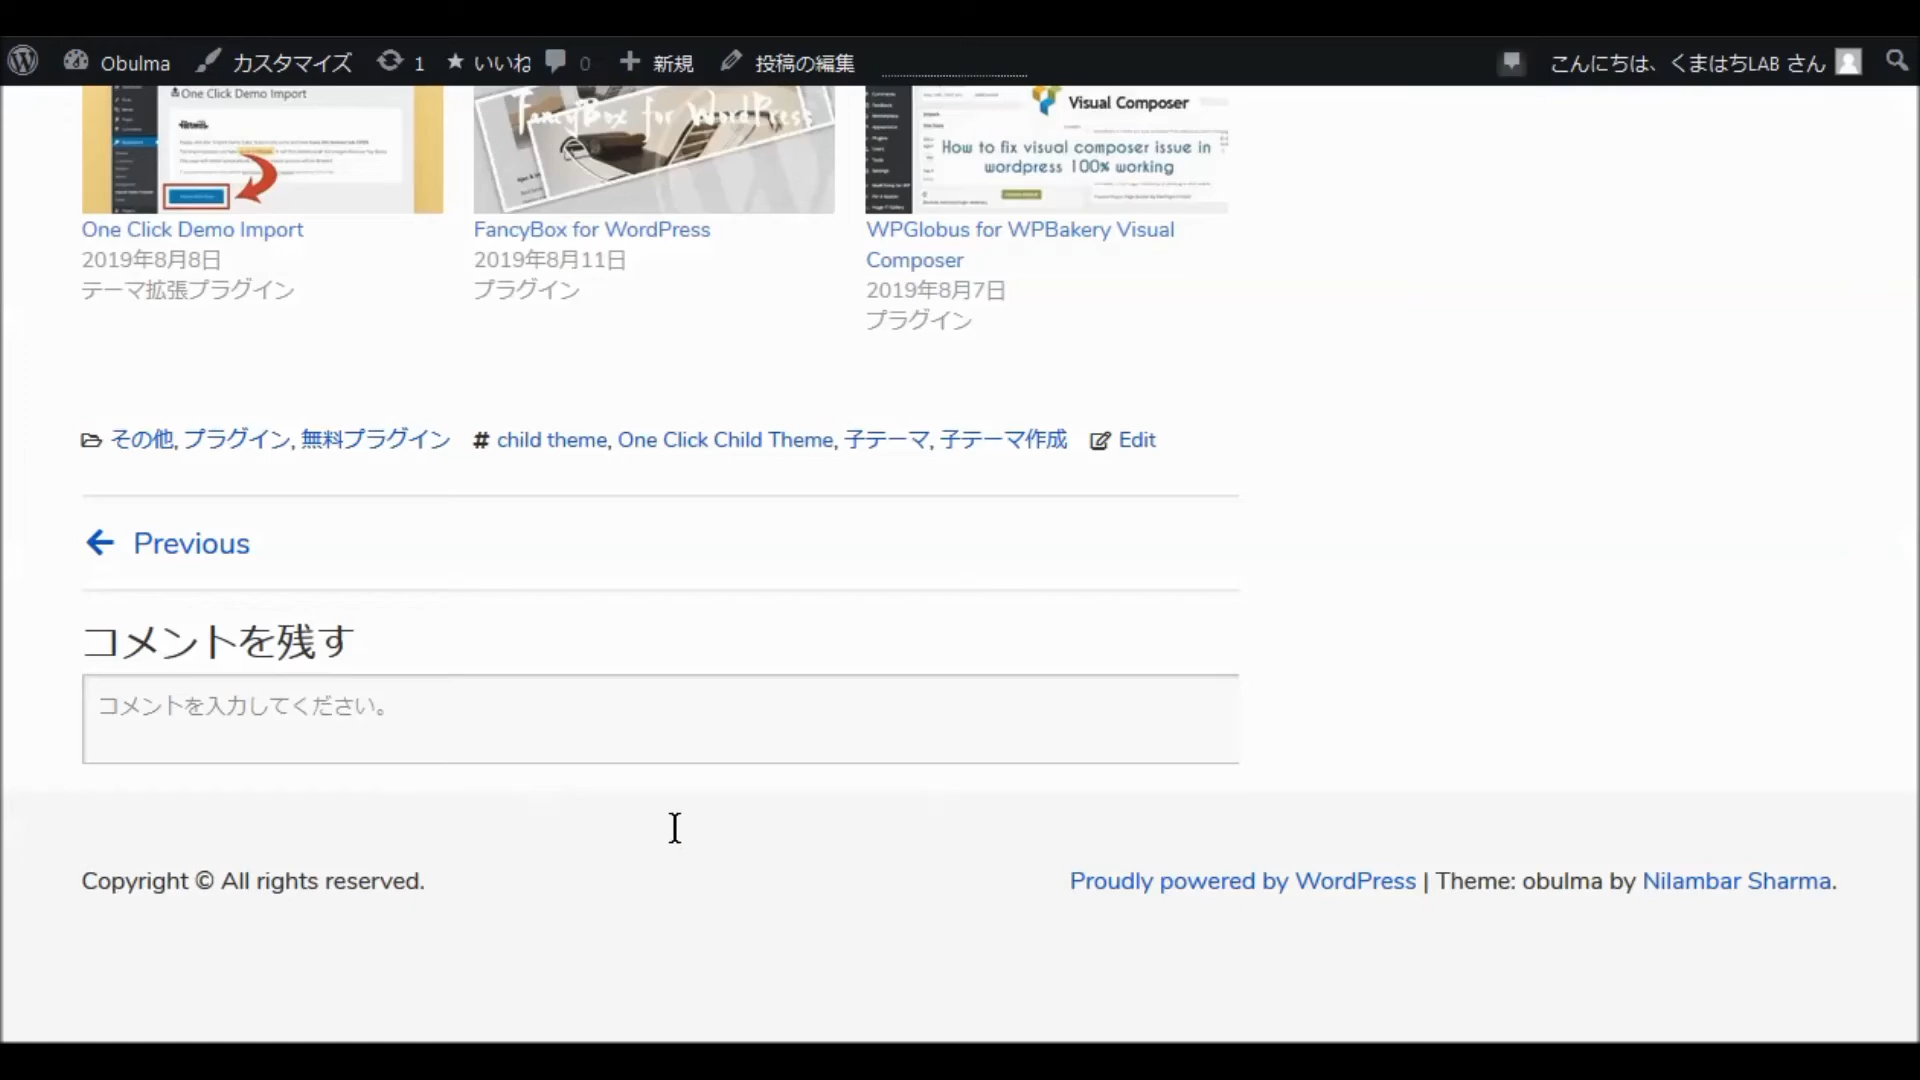 Obulma カスタマイズ 1 いいね 0 新規 投稿の編集 こんにちは、くまはちLAB さん
One Click Demo Import
FancyBox for WordPress
Visual Composer
How to fix visual composer issue in
wordpress 100% working
One Click Demo Import
2019年8月8日
テーマ拡張プラグイン
FancyBox for WordPress
2019年8月11日
プラグイン
WPGlobus for WPBakery Visual
Composer
2019年8月7日
プラグイン
その他, プラグイン, 無料プラグイン # child theme, One Click Child Theme, 子テーマ, 子テーマ作成 Edit
Previous
コメントを残す
コメントを入力してください。
Copyright © All rights reserved.
Proudly powered by WordPress | Theme: obulma by Nilambar Sharma.